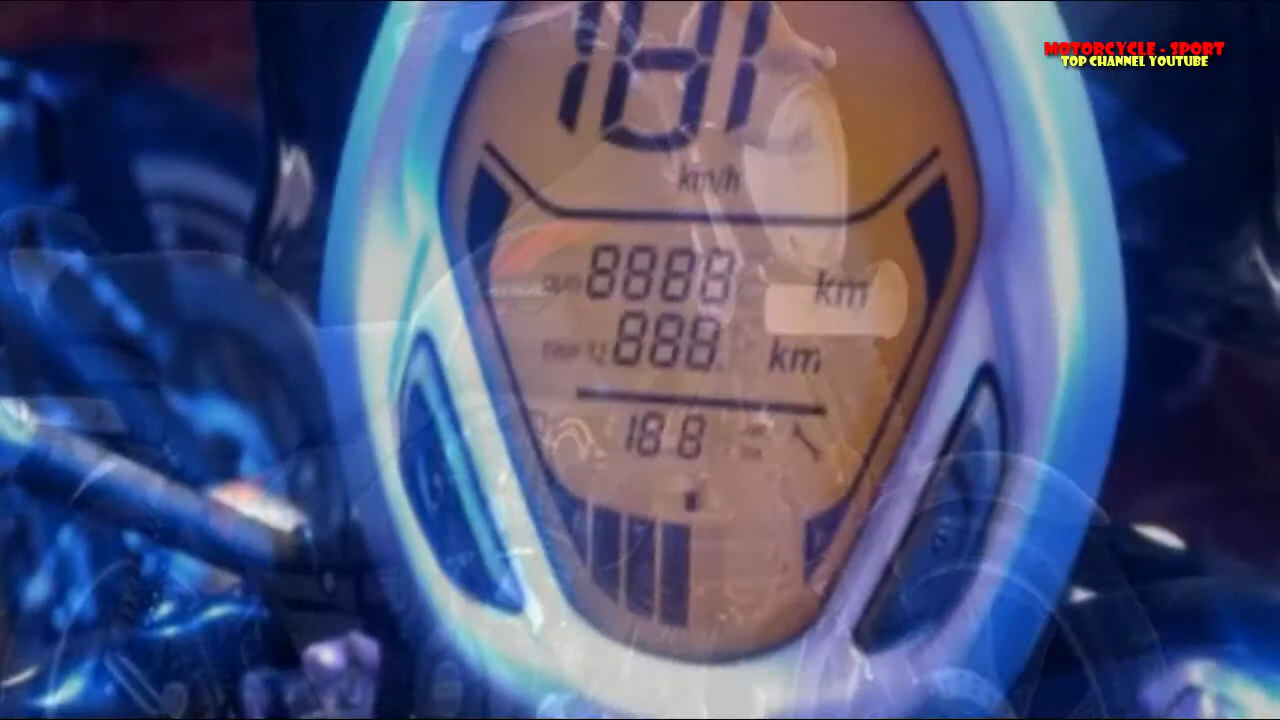 MOTORCYCLE - SPORT
TOP CHANNEL YOUTUBE
km/h
8888 km
888 km
18.8